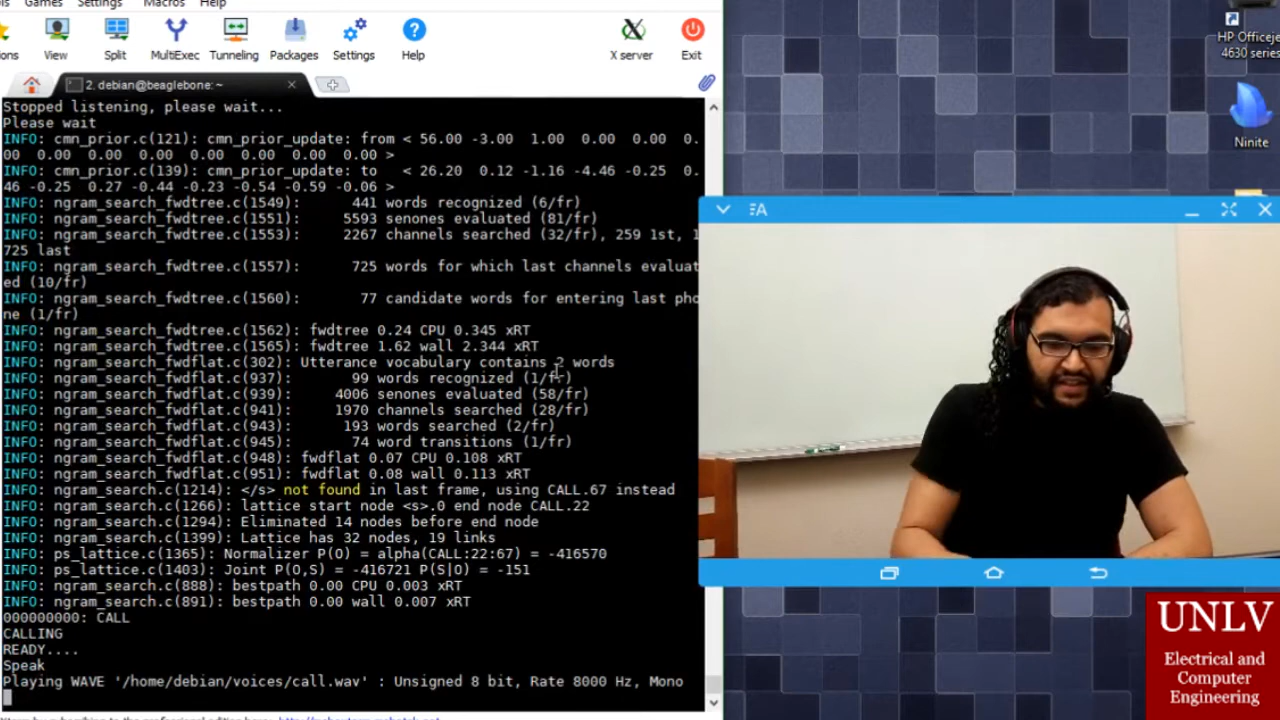 Games Settings Macros Help
View Split MultiExec Tunneling Packages Settings Help X server Exit
2. debian@beaglebone: ~
Stopped listening, please wait...
Please wait
INFO: cmn_prior.c(121): cmn_prior_update: from < 56.00 -3.00 1.00 0.00 0.00 0.
00 0.00 0.00 0.00 0.00 0.00 0.00 0.00 >
INFO: cmn_prior.c(139): cmn_prior_update: to < 26.20 0.12 -1.16 -4.46 -0.25 0.
46 -0.25 0.27 -0.44 -0.23 -0.54 -0.59 -0.06 >
INFO: ngram_search_fwdtree.c(1549): 441 words recognized (6/fr)
INFO: ngram_search_fwdtree.c(1551): 5593 senones evaluated (81/fr)
INFO: ngram_search_fwdtree.c(1553): 2267 channels searched (32/fr), 259 1st, 1
725 last
INFO: ngram_search_fwdtree.c(1557): 725 words for which last channels evaluat
ed (10/fr)
INFO: ngram_search_fwdtree.c(1560): 77 candidate words for entering last pho
ne (1/fr)
INFO: ngram_search_fwdtree.c(1562): fwdtree 0.24 CPU 0.345 xRT
INFO: ngram_search_fwdtree.c(1565): fwdtree 1.62 wall 2.344 xRT
INFO: ngram_search_fwdflat.c(302): Utterance vocabulary contains 2 words
INFO: ngram_search_fwdflat.c(937): 99 words recognized (1/fr)
INFO: ngram_search_fwdflat.c(939): 4006 senones evaluated (58/fr)
INFO: ngram_search_fwdflat.c(941): 1970 channels searched (28/fr)
INFO: ngram_search_fwdflat.c(943): 193 words searched (2/fr)
INFO: ngram_search_fwdflat.c(945): 74 word transitions (1/fr)
INFO: ngram_search_fwdflat.c(948): fwdflat 0.07 CPU 0.108 xRT
INFO: ngram_search_fwdflat.c(951): fwdflat 0.08 wall 0.113 xRT
INFO: ngram_search.c(1214): </s> not found in last frame, using CALL.67 instead
INFO: ngram_search.c(1266): lattice start node <s>.0 end node CALL.22
INFO: ngram_search.c(1294): Eliminated 14 nodes before end node
INFO: ngram_search.c(1399): Lattice has 32 nodes, 19 links
INFO: ps_lattice.c(1365): Normalizer P(O) = alpha(CALL:22:67) = -416570
INFO: ps_lattice.c(1403): Joint P(O,S) = -416721 P(S|O) = -151
INFO: ngram_search.c(888): bestpath 0.00 CPU 0.003 xRT
INFO: ngram_search.c(891): bestpath 0.00 wall 0.007 xRT
000000000: CALL
CALLING
READY....
Speak
Playing WAVE '/home/debian/voices/call.wav' : Unsigned 8 bit, Rate 8000 Hz, Mono
HP Officeje
4630 series
Ninite
UNLV
Electrical and
Computer
Engineering